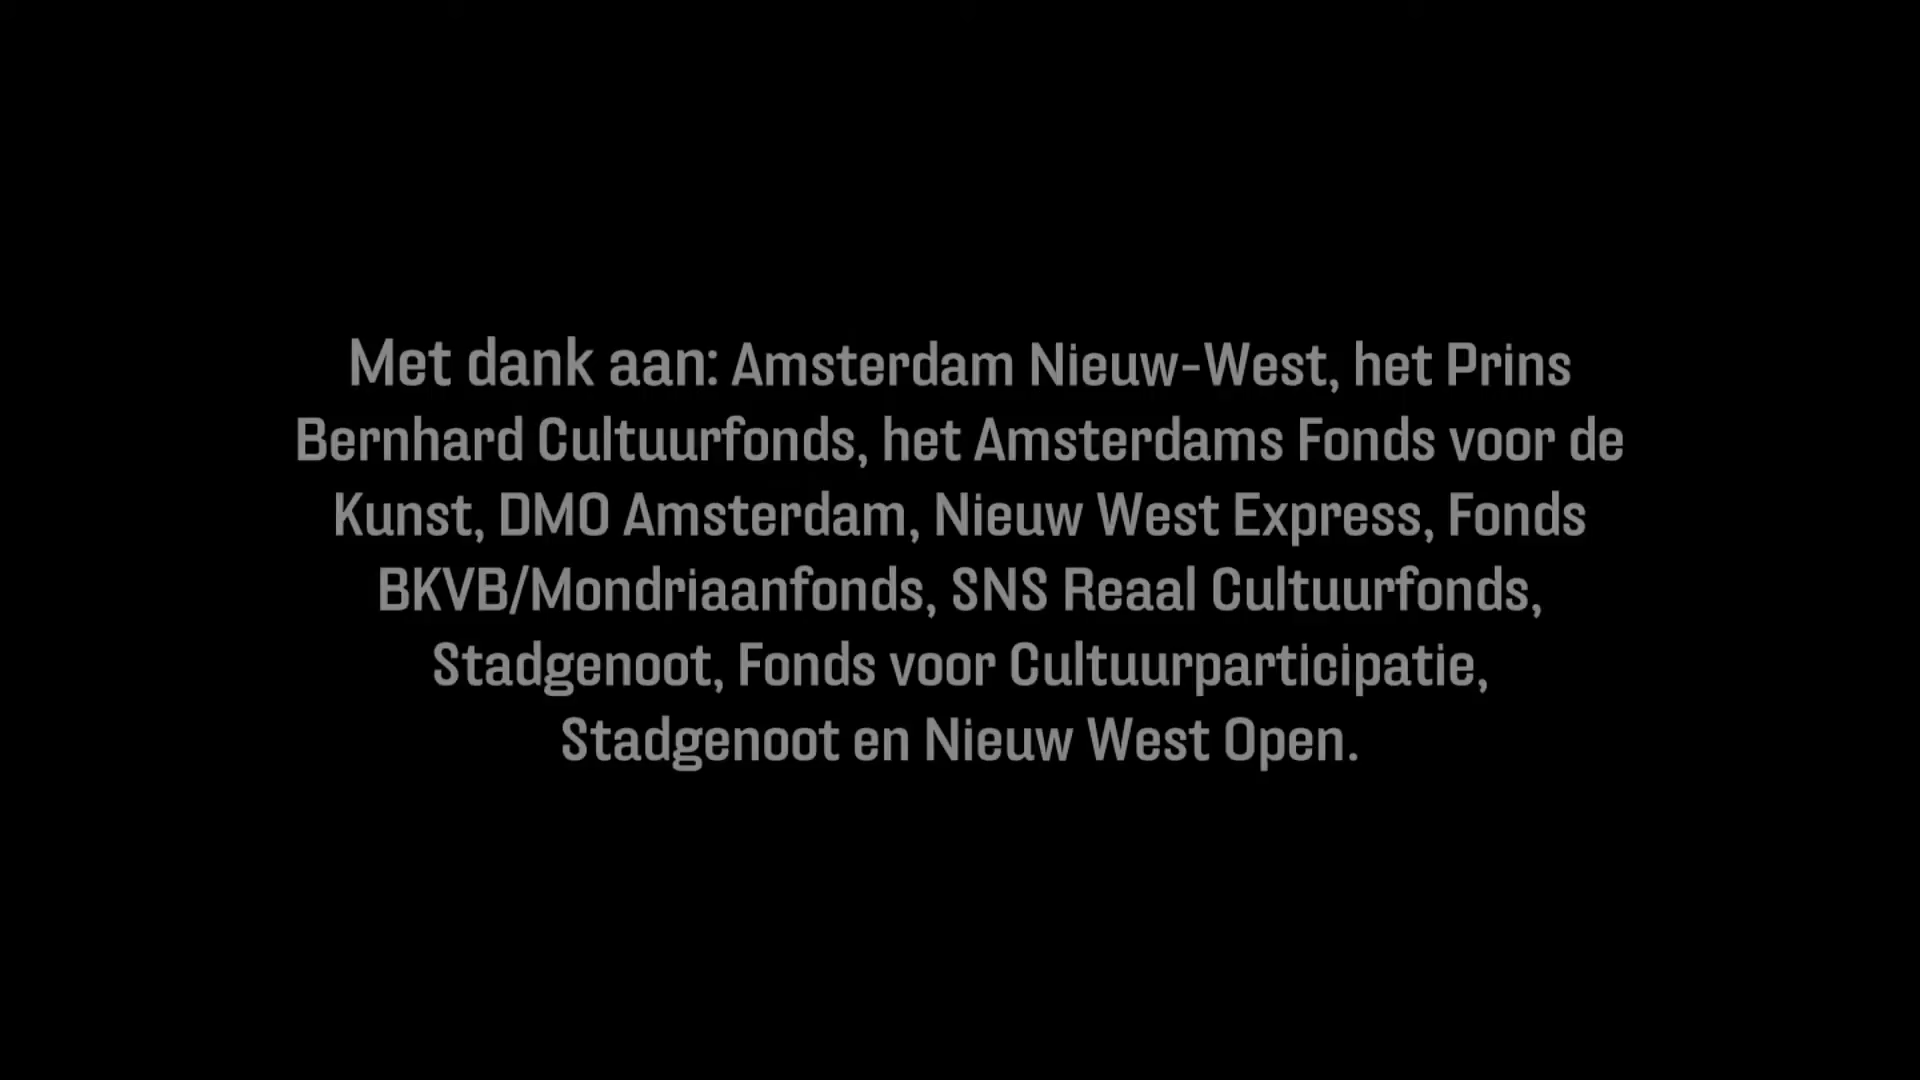 Met dank aan: Amsterdam Nieuw-West, het Prins
Bernhard Cultuurfonds, het Amsterdams Fonds voor de
Kunst, DMO Amsterdam, Nieuw West Express, Fonds
BKVB/Mondriaanfonds, SNS Reaal Cultuurfonds,
Stadgenoot, Fonds voor Cultuurparticipatie,
Stadgenoot en Nieuw West Open.